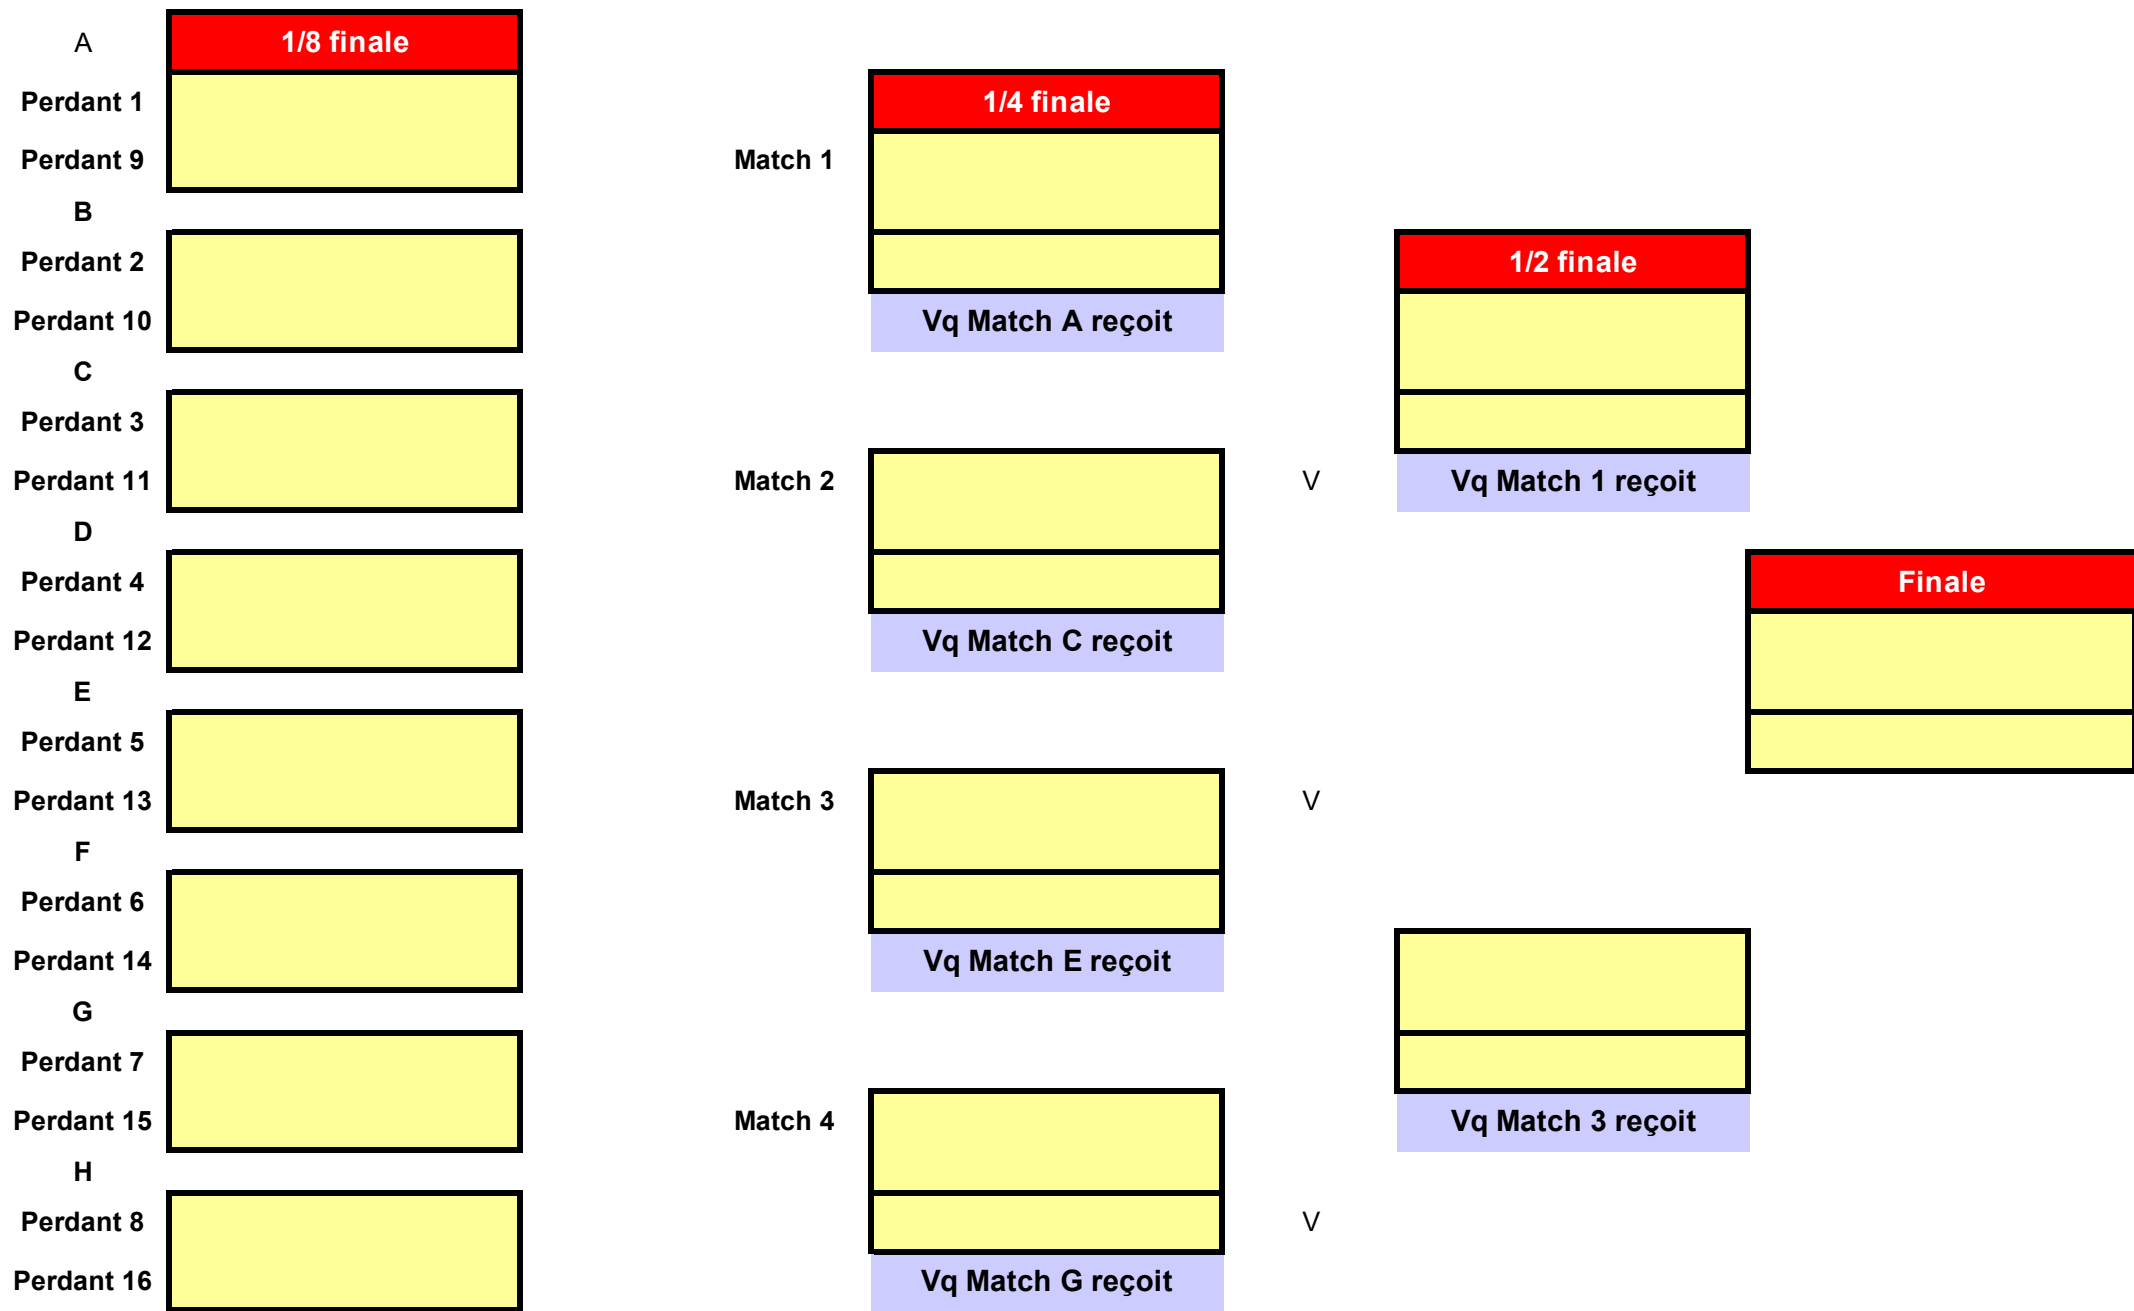 A
1/8 finale
Perdant 1
1/4 finale
Perdant 9
Match 1
B
Perdant 2
1/2 finale
Perdant 10
Vq Match A reçoit
C
Perdant 3
Perdant 11
Match 2
V
Vq Match 1 reçoit
D
Perdant 4
Finale
Perdant 12
Vq Match C reçoit
E
Perdant 5
Perdant 13
Match 3
V
F
Perdant 6
Perdant 14
Vq Match E reçoit
G
Perdant 7
Perdant 15
Match 4
Vq Match 3 reçoit
H
Perdant 8
V
Perdant 16
Vq Match G reçoit